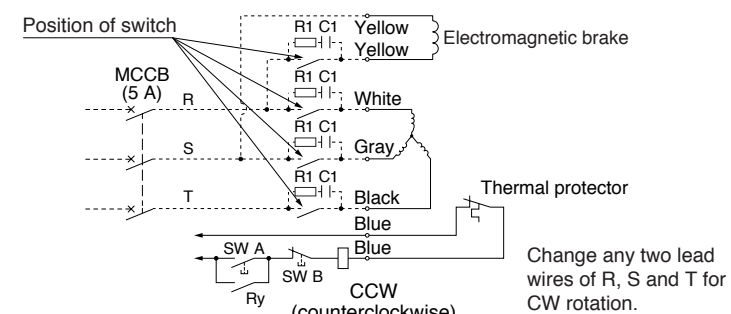 Position of switch
R1 C1
Yellow
Yellow
Electromagnetic brake
MCCB
(5 A)
R
R1 C1
White
S
R1 C1
Gray
T
R1 C1
Black
Thermal protector
Blue
Blue
SW A
SW B
Ry
CCW
(counterclockwise)
Change any two lead
wires of R, S and T for
CW rotation.